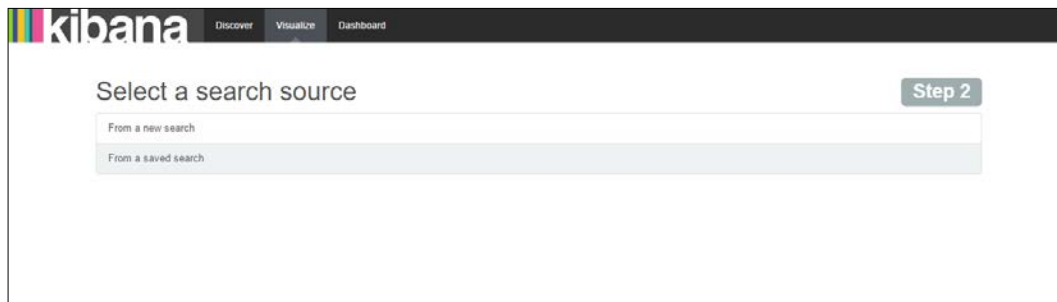 kibana Discover Visualize Dashboard
Select a search source Step 2
From a new search
From a saved search